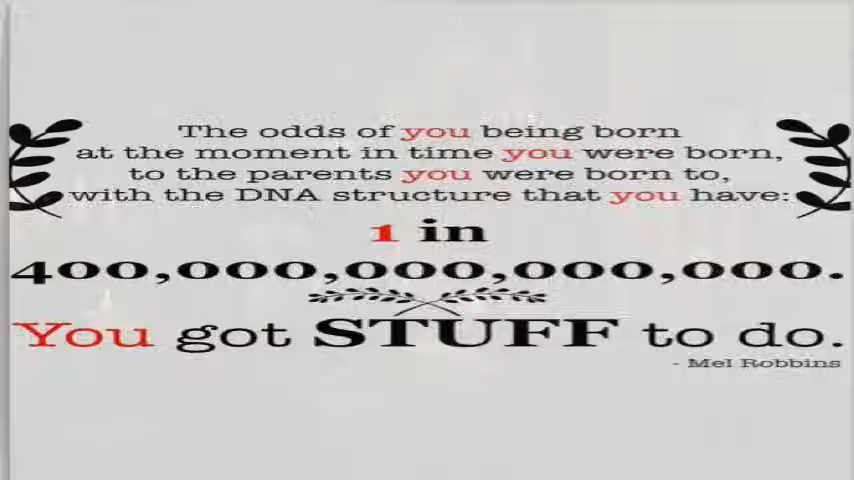 The odds of you being born
at the moment in time you were born,
to the parents you were born to,
with the DNA structure that you have:
1 in
400,000,000,000,000.
You got STUFF to do.
- Mel Robbins